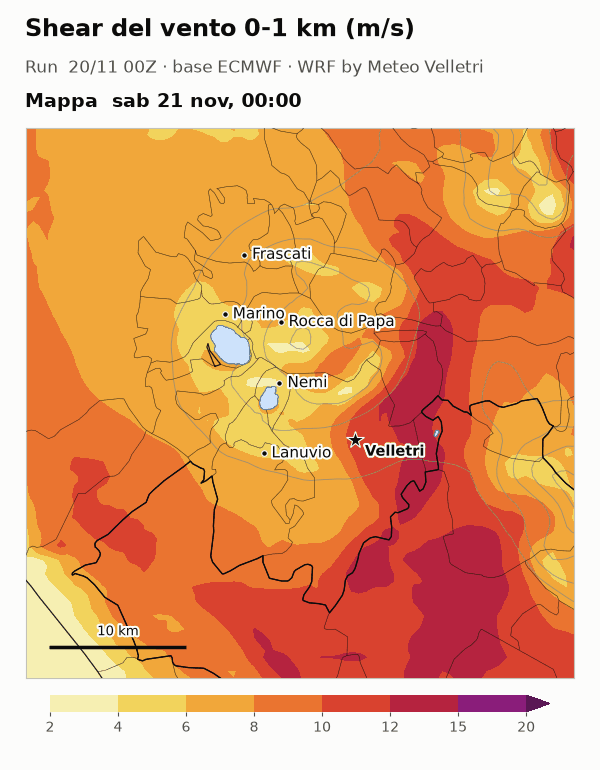 Shear del vento 0-1 km (m/s)
Run  20/11 00Z · base ECMWF · WRF by Meteo Velletri
Mappa  sab 21 nov, 00:00
Frascati
Marino
Rocca di Papa
Nemi
Velletri
Lanuvio
10 km
2 4 6 8 10 12 15 20